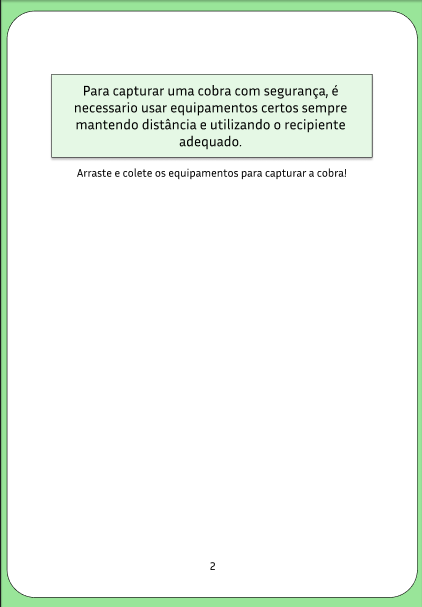 Para capturar uma cobra com segurança, é
necessario usar equipamentos certos sempre
mantendo distância e utilizando o recipiente
adequado.
Arraste e colete os equipamentos para capturar a cobra!
2